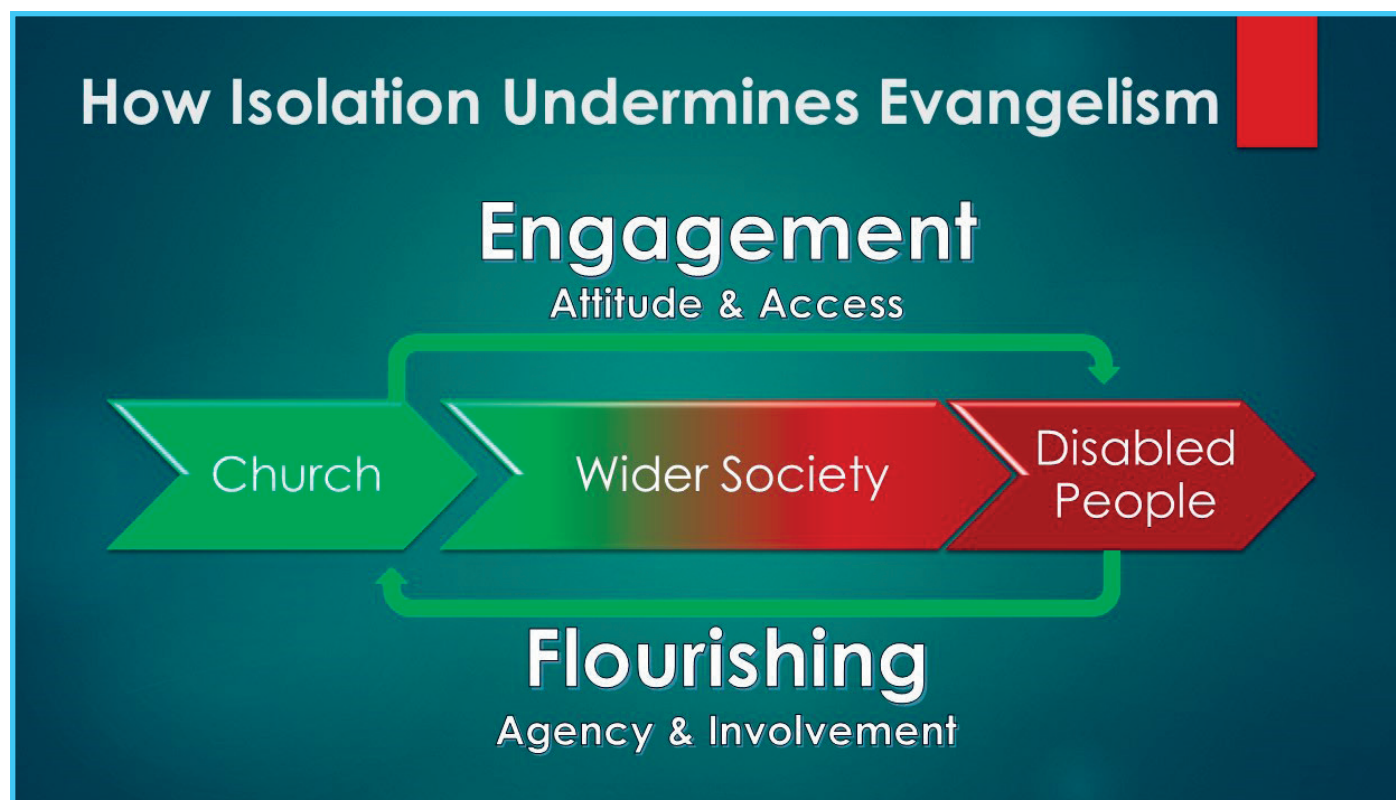 How Isolation Undermines Evangelism
Engagement
Attitude & Access
Church
Wider Society
Disabled
People
Flourishing
Agency & Involvement